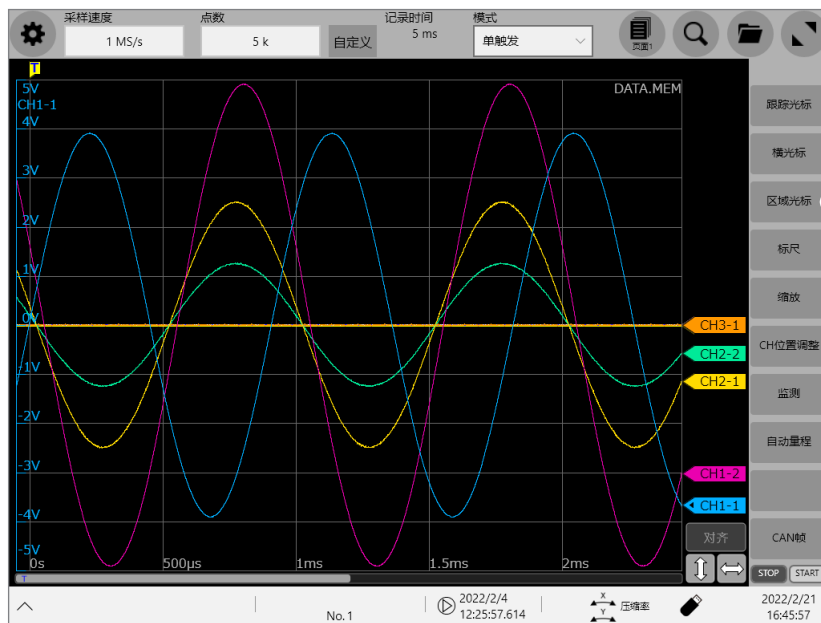 采样速度 点数 记录时间 模式
1 MS/s 5 k 自定义 5 ms 单触发 页面1
T
5V DATA.MEM
CH1-1
4V
3V
2V
1V
0V
-1V
-2V
-3V
-4V
-5V
0s 500μs 1ms 1.5ms 2ms
T
CH3-1
CH2-2
CH2-1
CH1-2
CH1-1
对齐
跟踪光标
横光标
区域光标
标尺
缩放
CH位置调整
监测
自动量程
CAN帧
STOP START
No. 1
2022/2/4
12:25:57.614
X
Y
压缩率
2022/2/21
16:45:57